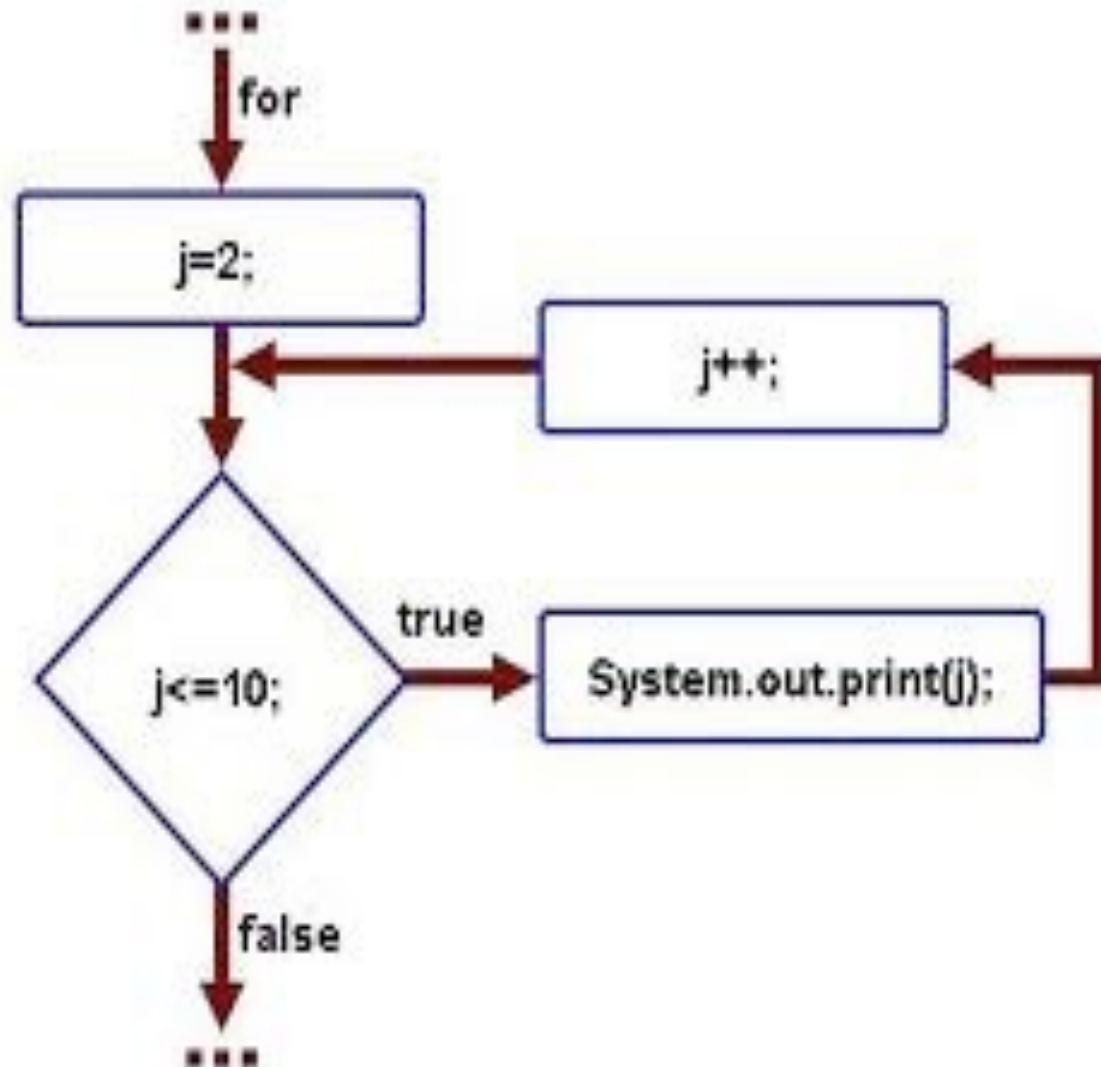 ...
for
j=2;
j++;
true
j<=10;
System.out.print(j);
false
...